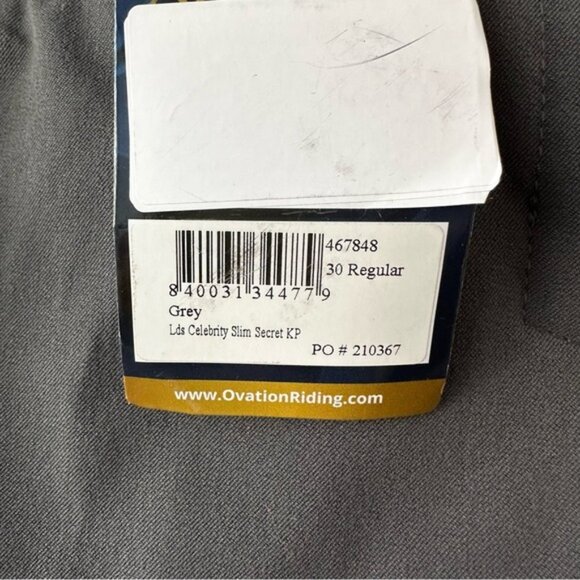 467848
30 Regular
8 40031 34477 9
Grey
Lds Celebrity Slim Secret KP
PO # 210367
www.OvationRiding.com